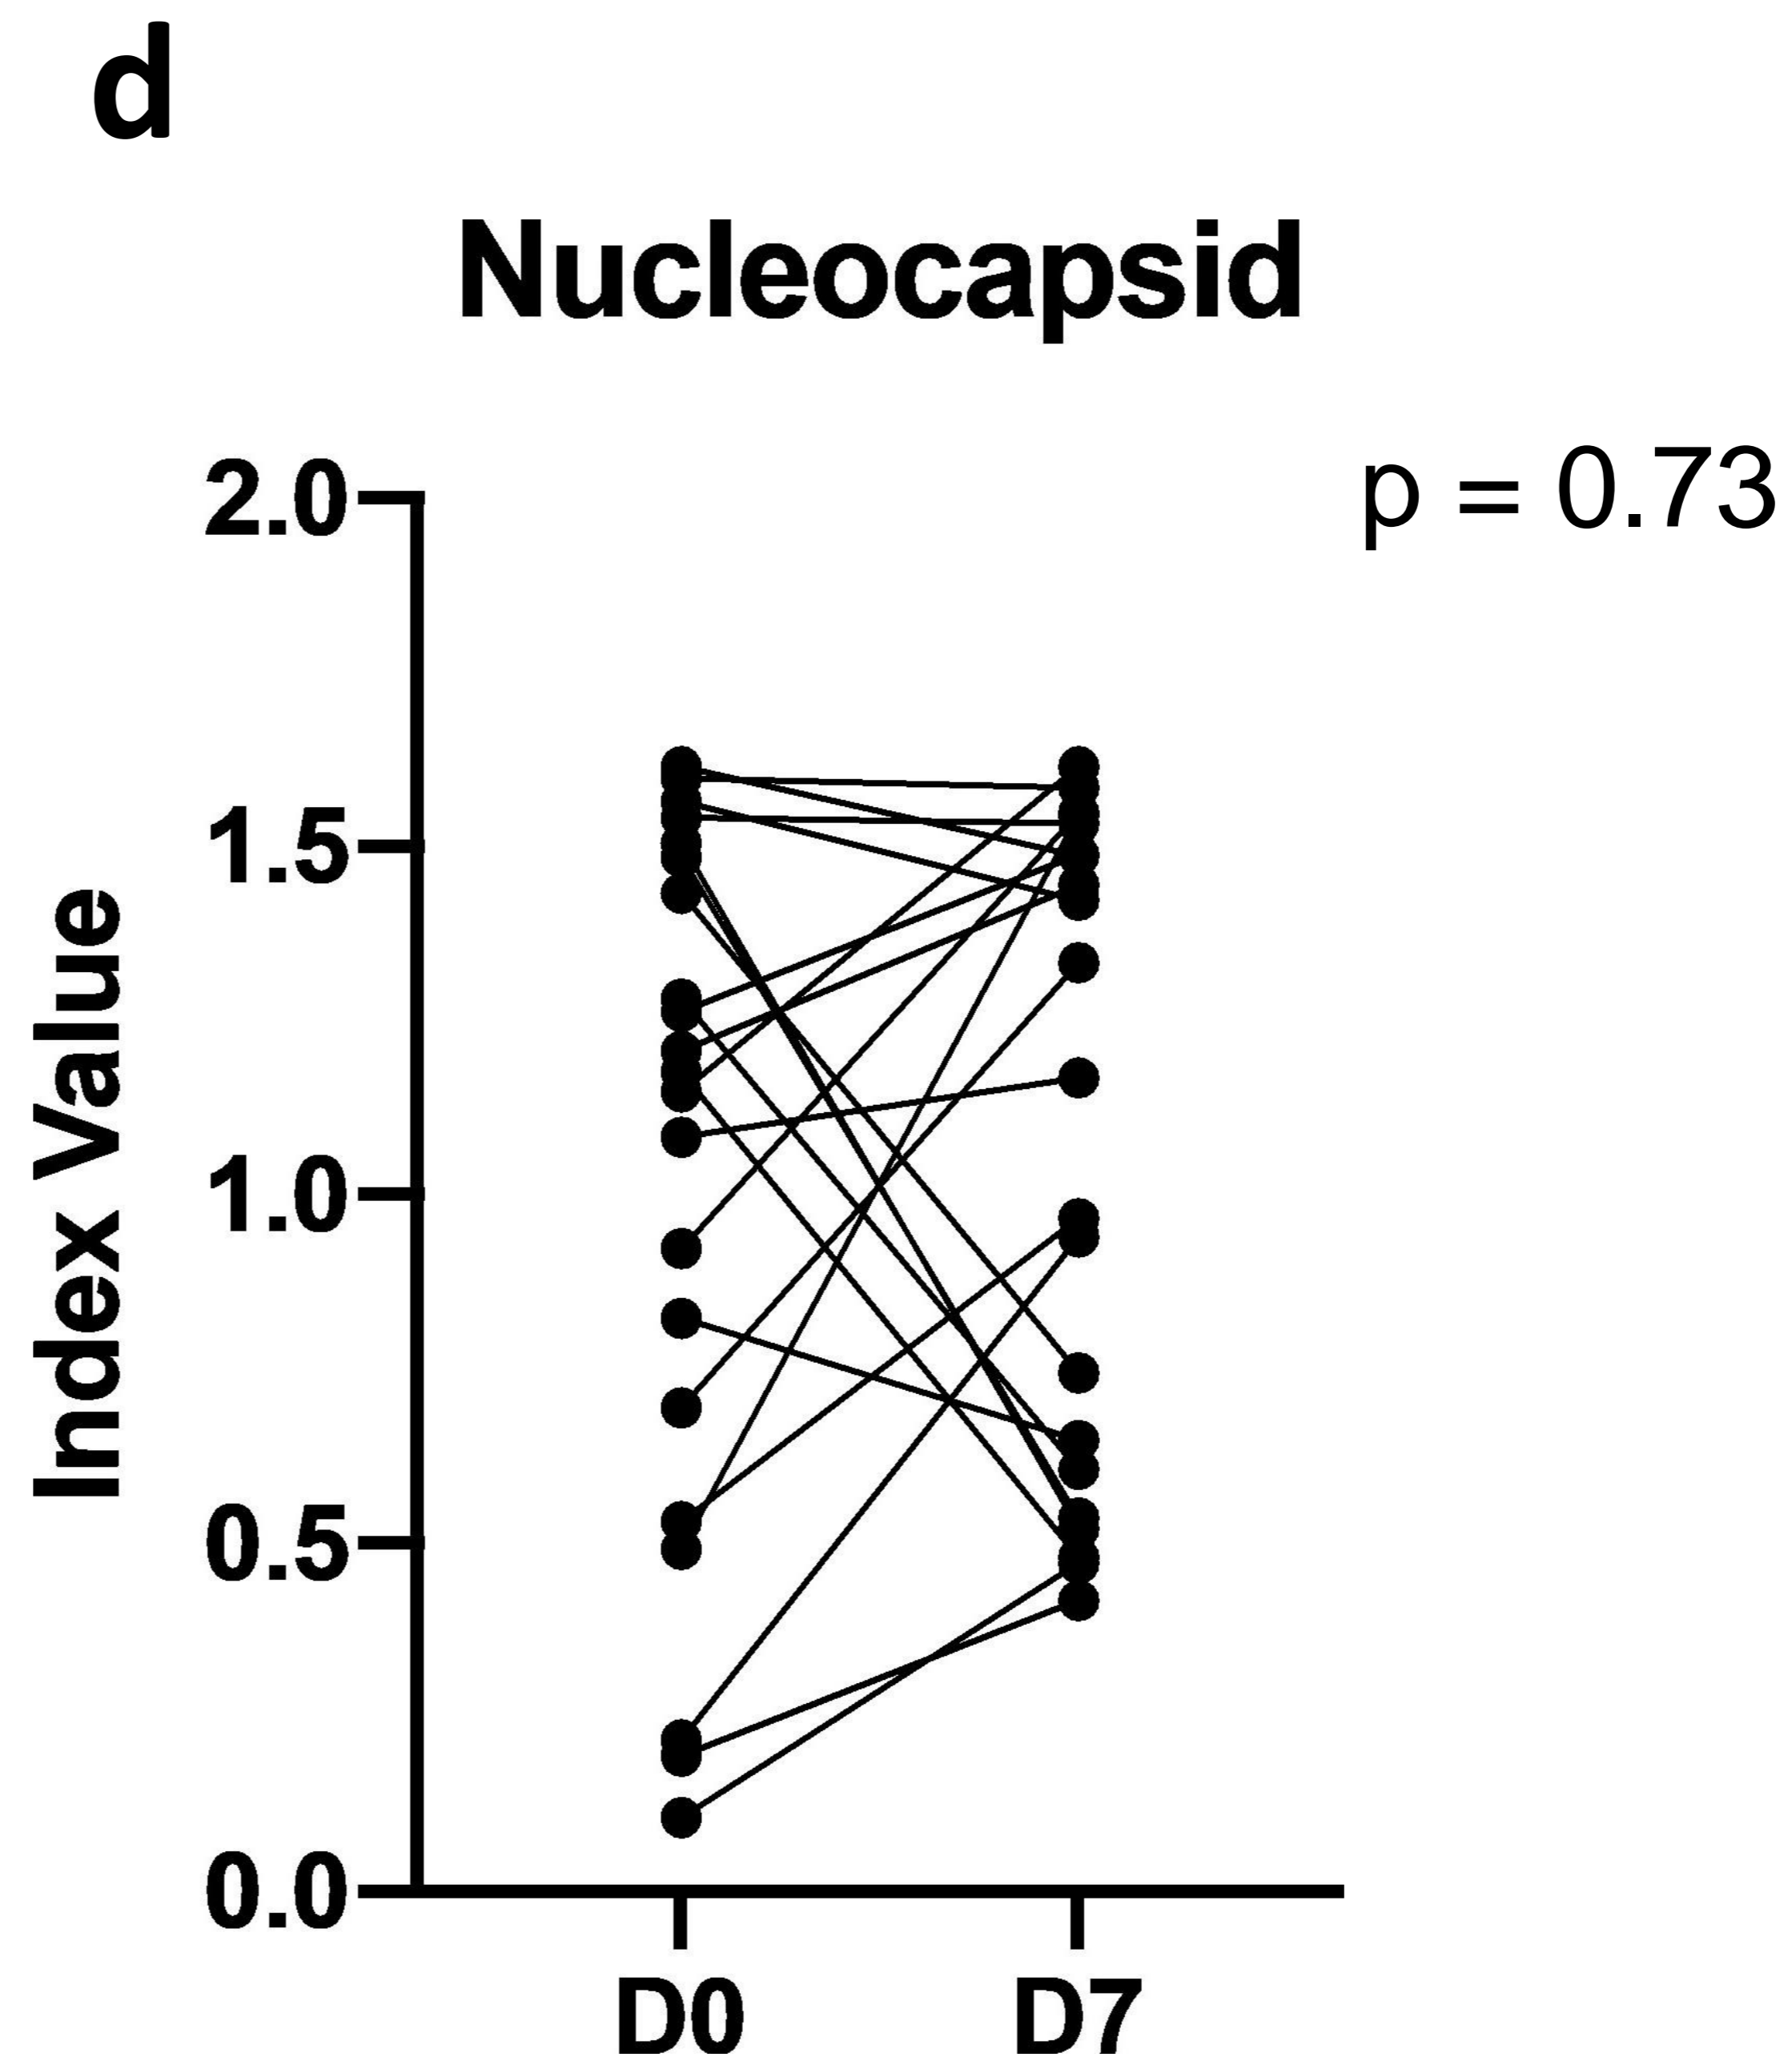 d
Nucleocapsid
p = 0.73
2.0
1.5
1.0
0.5
0.0
Index Value
D0 D7